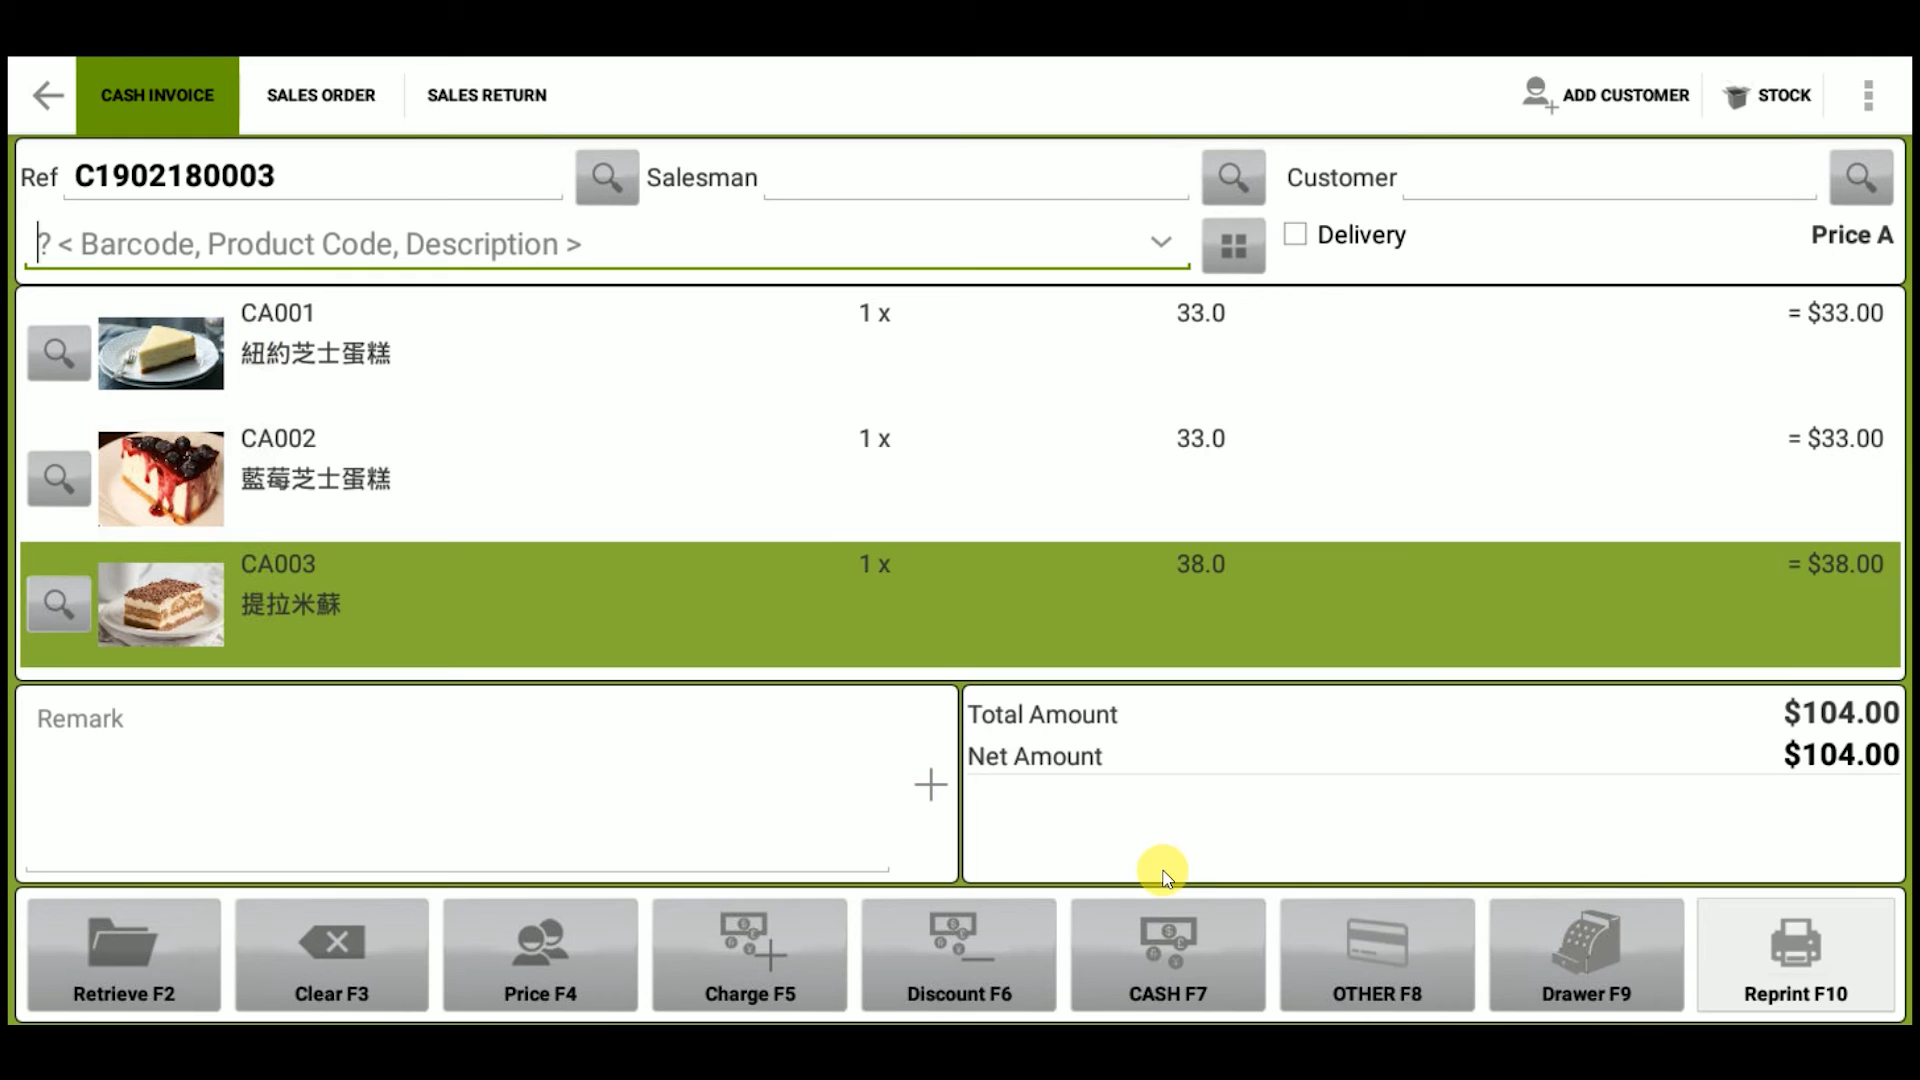 CASH INVOICE SALES ORDER SALES RETURN ADD CUSTOMER STOCK
Ref C1902180003 Salesman Customer
? < Barcode, Product Code, Description > Delivery Price A
CA001 1 x 33.0 = $33.00
紐約芝士蛋糕
CA002 1 x 33.0 = $33.00
藍莓芝士蛋糕
CA003 1 x 38.0 = $38.00
提拉米蘇
Remark
Total Amount $104.00
Net Amount $104.00
Retrieve F2 Clear F3 Price F4 Charge F5 Discount F6 CASH F7 OTHER F8 Drawer F9 Reprint F10